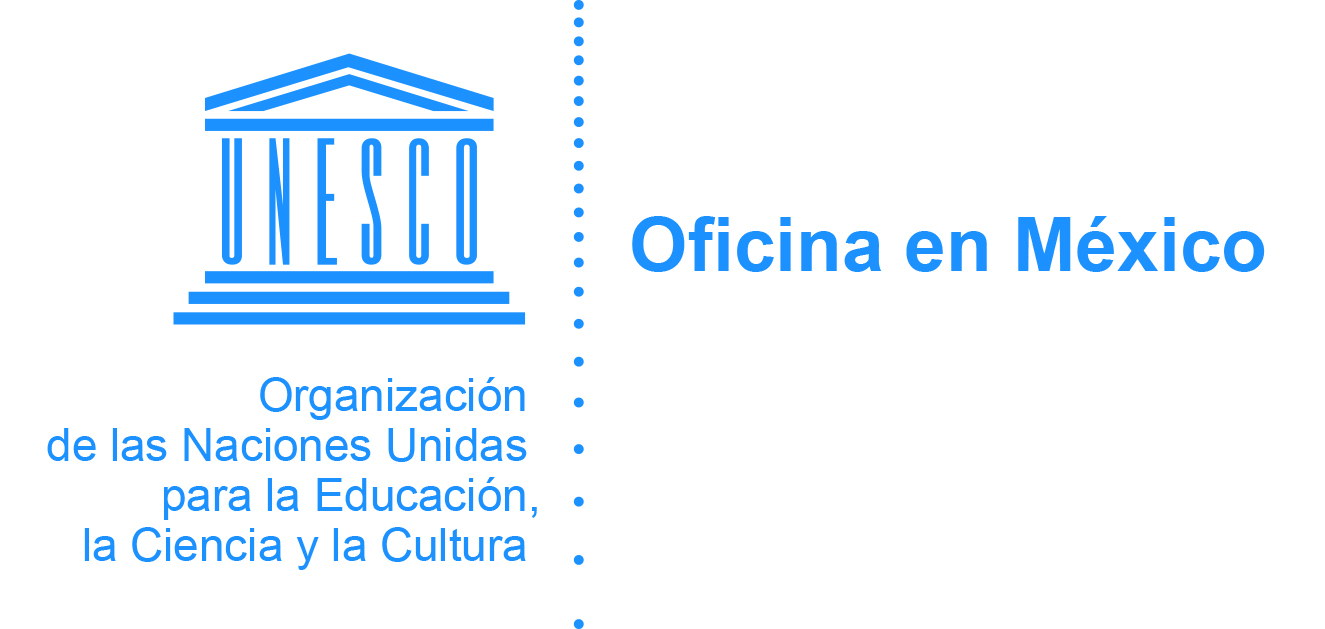 UNESCO
Organización
de las Naciones Unidas
para la Educación,
la Ciencia y la Cultura
Oficina en México